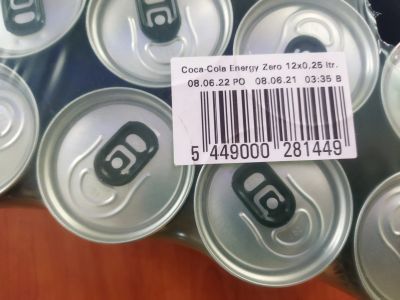 Coca-Cola Energy Zero 12x0,25 ltr.
08.06.22 PO 08.06.21 03:35 B
5 449000 281449